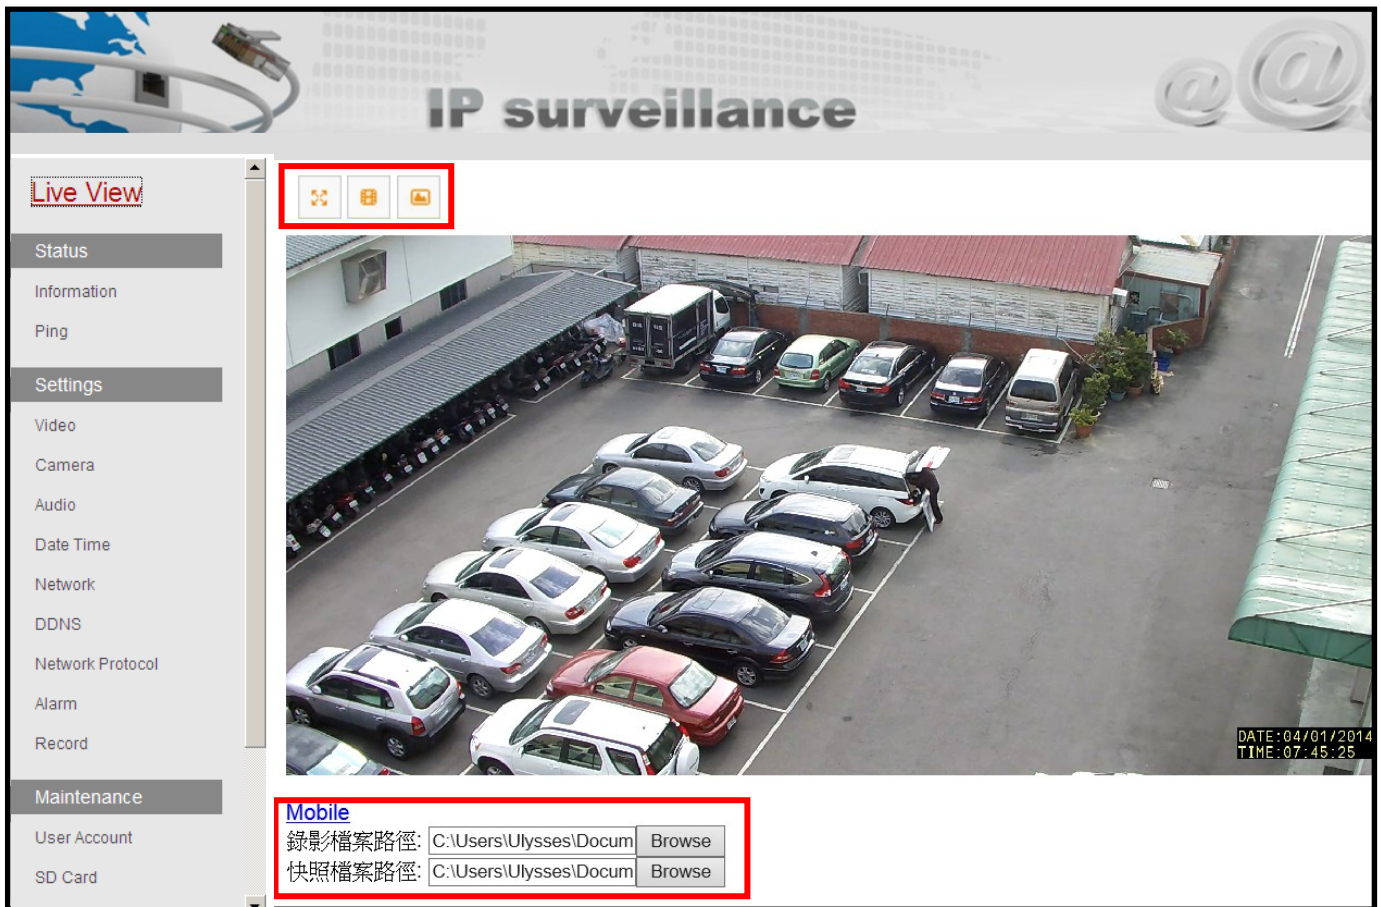 IP surveillance
Live View
Status
Information
Ping
Settings
Video
Camera
Audio
Date Time
Network
DDNS
Network Protocol
Alarm
Record
Maintenance
User Account
SD Card
DATE:04/01/2014
TIME:07:45:25
Mobile
錄影檔案路徑: C:\Users\Ulysses\Docum Browse
快照檔案路徑: C:\Users\Ulysses\Docum Browse